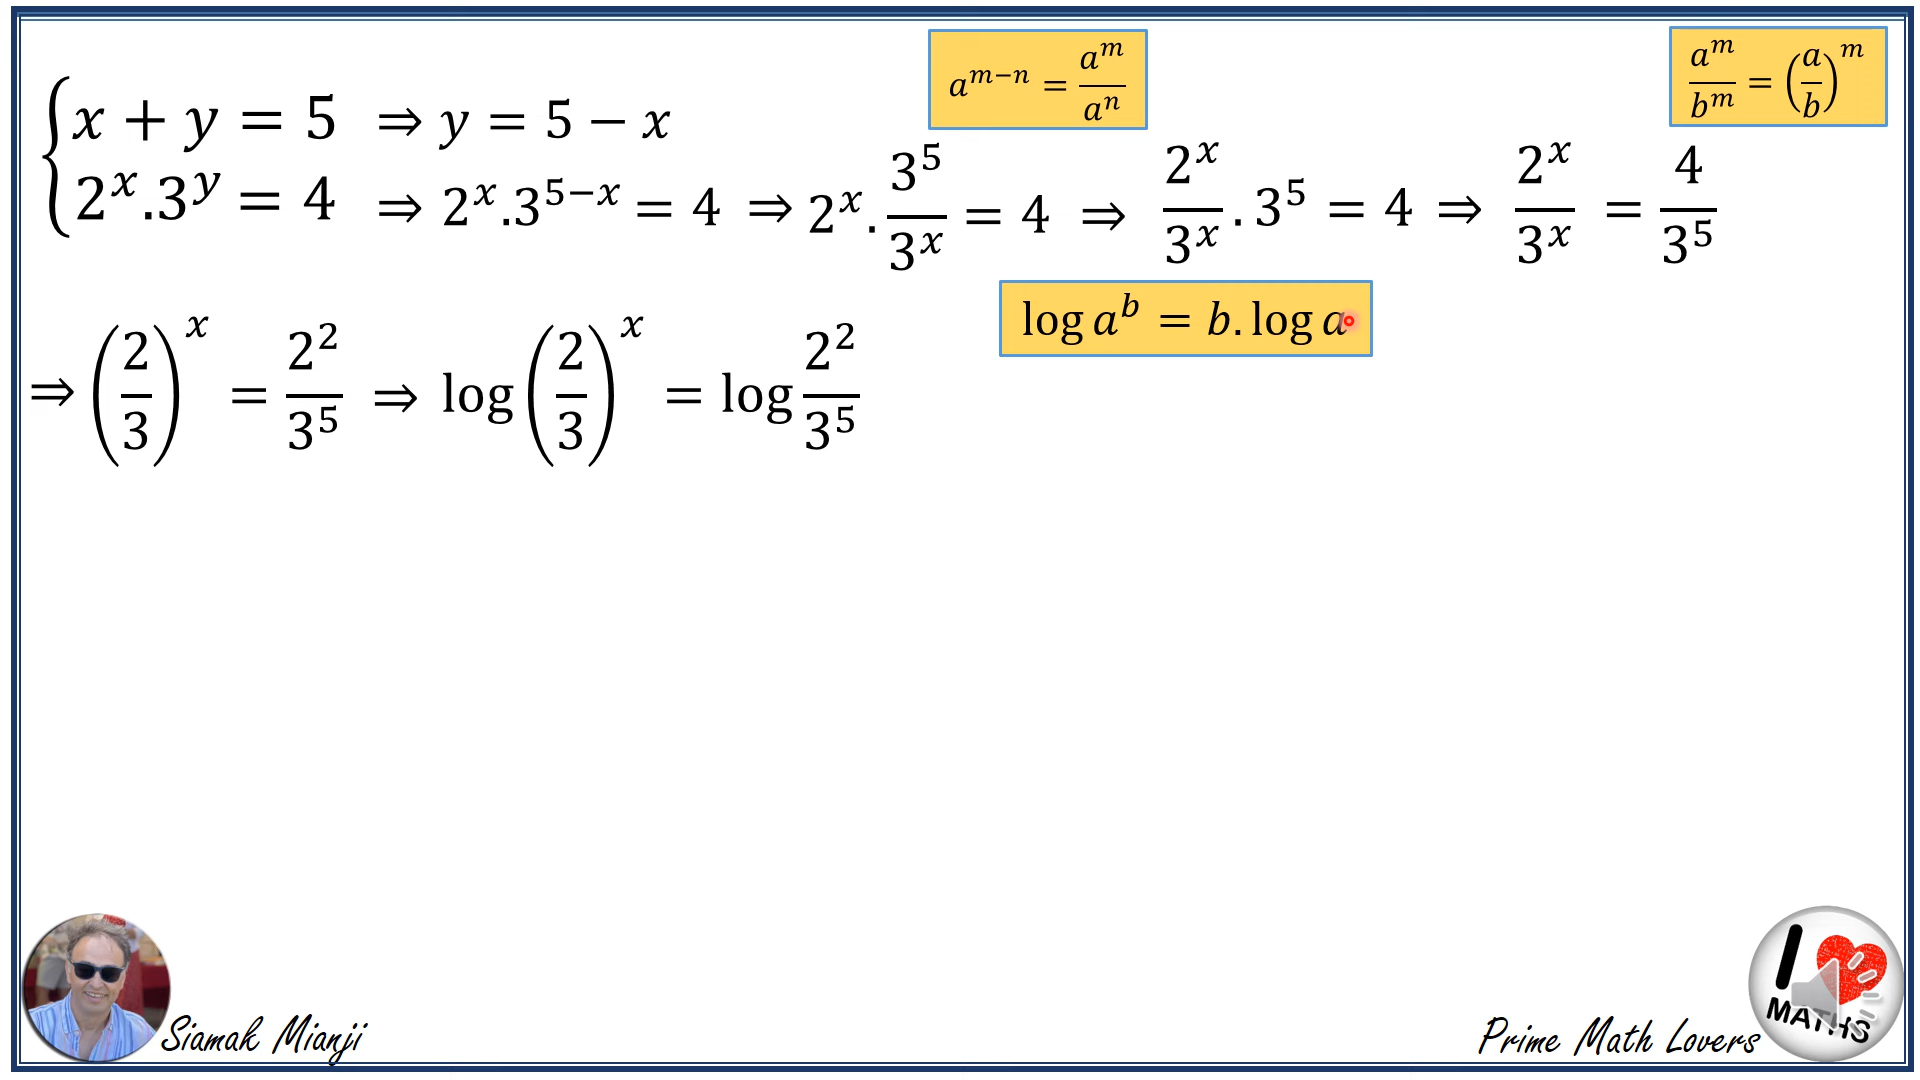 a^{m−n} = a^m / a^n
a^m / b^m = (a/b)^m
{ x + y = 5 ⇒ y = 5 − x
2^x.3^y = 4 ⇒ 2^x.3^{5−x} = 4 ⇒ 2^x. 3^5 / 3^x = 4 ⇒ 2^x / 3^x . 3^5 = 4 ⇒ 2^x / 3^x = 4 / 3^5
log a^b = b. log a
⇒ (2/3)^x = 2^2 / 3^5 ⇒ log (2/3)^x = log 2^2 / 3^5
Siamak Mianji
Prime Math Lovers
I
MATHS